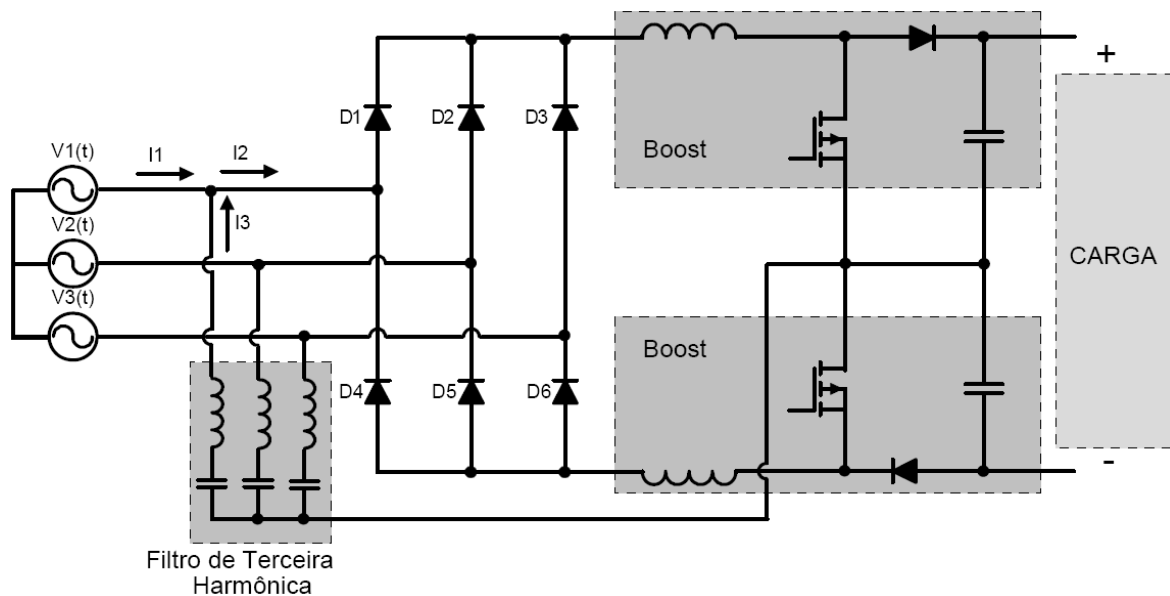 V1(t)
I1
I2
I3
V2(t)
V3(t)
D1
D2
D3
D4
D5
D6
Boost
Boost
+
CARGA
-
Filtro de Terceira
Harmônica